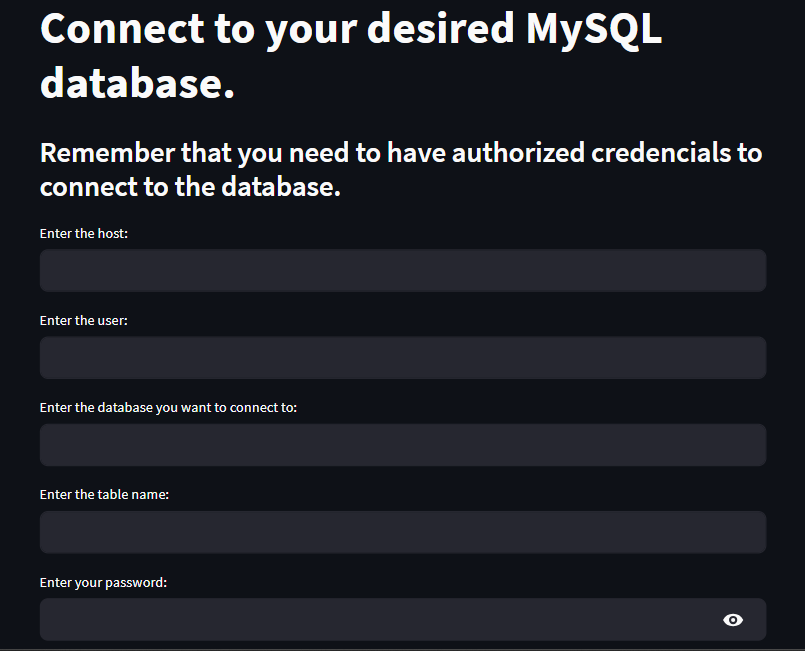 Connect to your desired MySQL
database.
Remember that you need to have authorized credencials to
connect to the database.
Enter the host:
Enter the user:
Enter the database you want to connect to:
Enter the table name:
Enter your password: